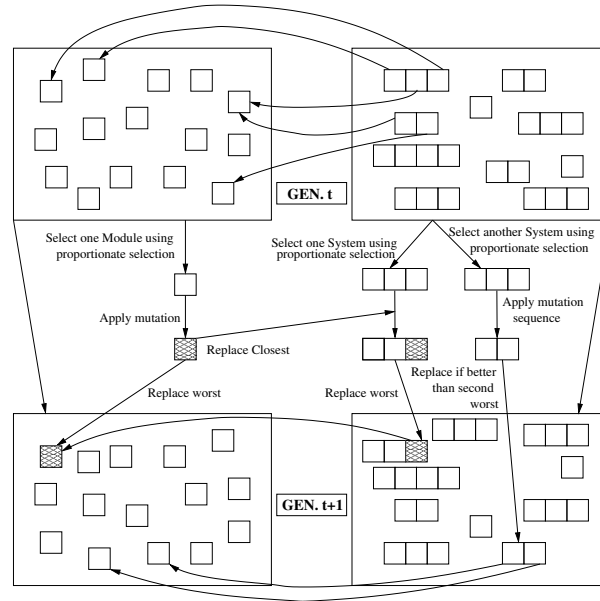 GEN. t
Select one Module using
proportionate selection
Select one System using
proportionate selection
Select another System using
proportionate selection
Apply mutation
Apply mutation
sequence
Replace Closest
Replace worst
Replace worst
Replace if better
than second
worst
GEN. t+1